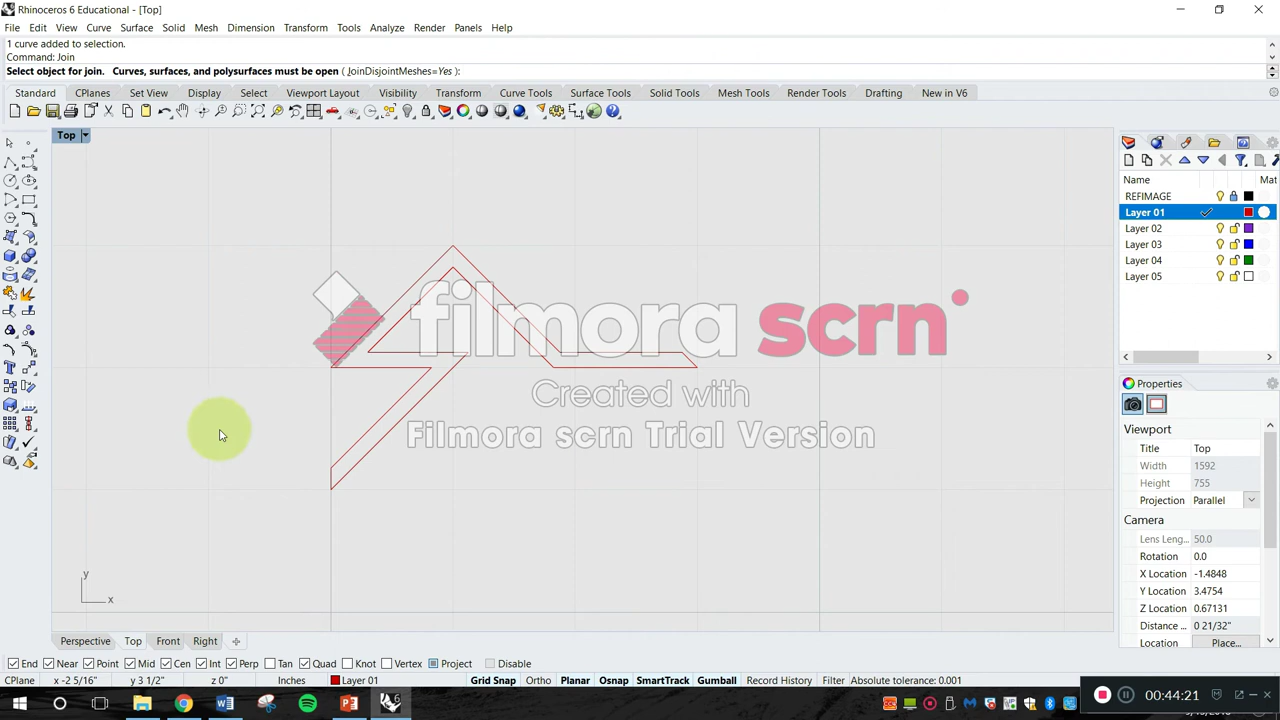 Rhinoceros 6 Educational - [Top]
File Edit View Curve Surface Solid Mesh Dimension Transform Tools Analyze Render Panels Help
1 curve added to selection.
Command: Join
Select object for join. Curves, surfaces, and polysurfaces must be open ( JoinDisjointMeshes=Yes ):
Standard CPlanes Set View Display Select Viewport Layout Visibility Transform Curve Tools Surface Tools Solid Tools Mesh Tools Render Tools Drafting New in V6
Top
Name Mat
REFIMAGE
Layer 01
Layer 02
Layer 03
Layer 04
Layer 05
filmora scrn
Created with
Filmora scrn Trial Version
Properties
Viewport
Title Top
Width 1592
Height 755
Projection Parallel
Camera
Lens Leng... 50.0
Rotation 0.0
X Location -1.4848
Y Location 3.4754
Z Location 0.67131
Distance ... 0 21/32"
Location Place...
y
x
Perspective Top Front Right
End Near Point Mid Cen Int Perp Tan Quad Knot Vertex Project Disable
CPlane x -2 5/16" y 3 1/2" z 0" Inches Layer 01 Grid Snap Ortho Planar Osnap SmartTrack Gumball Record History Filter Absolute tolerance: 0.001
00:44:21